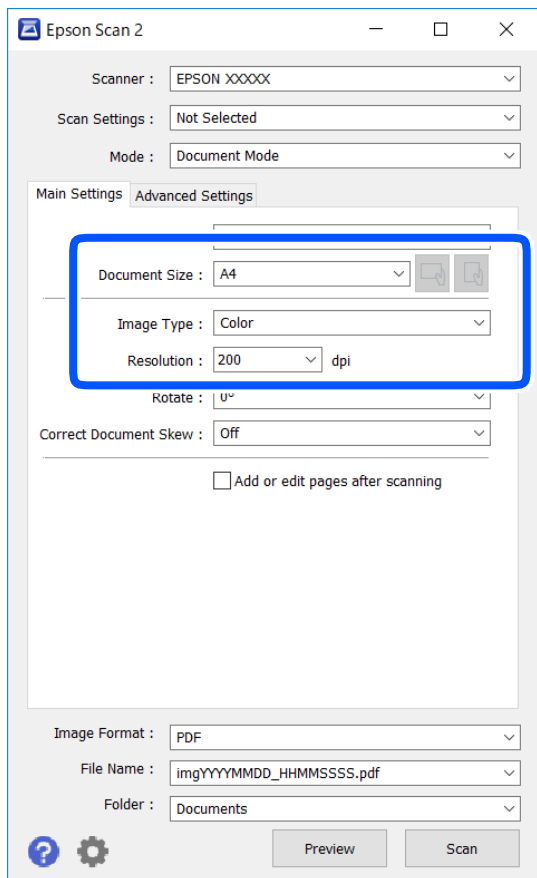 Epson Scan 2
Scanner : EPSON XXXXX
Scan Settings : Not Selected
Mode : Document Mode
Main Settings Advanced Settings
Document Size : A4
Image Type : Color
Resolution : 200 dpi
Rotate : 0°
Correct Document Skew : Off
Add or edit pages after scanning
Image Format : PDF
File Name : imgYYYYMMDD_HHMMSSSS.pdf
Folder : Documents
? Preview Scan